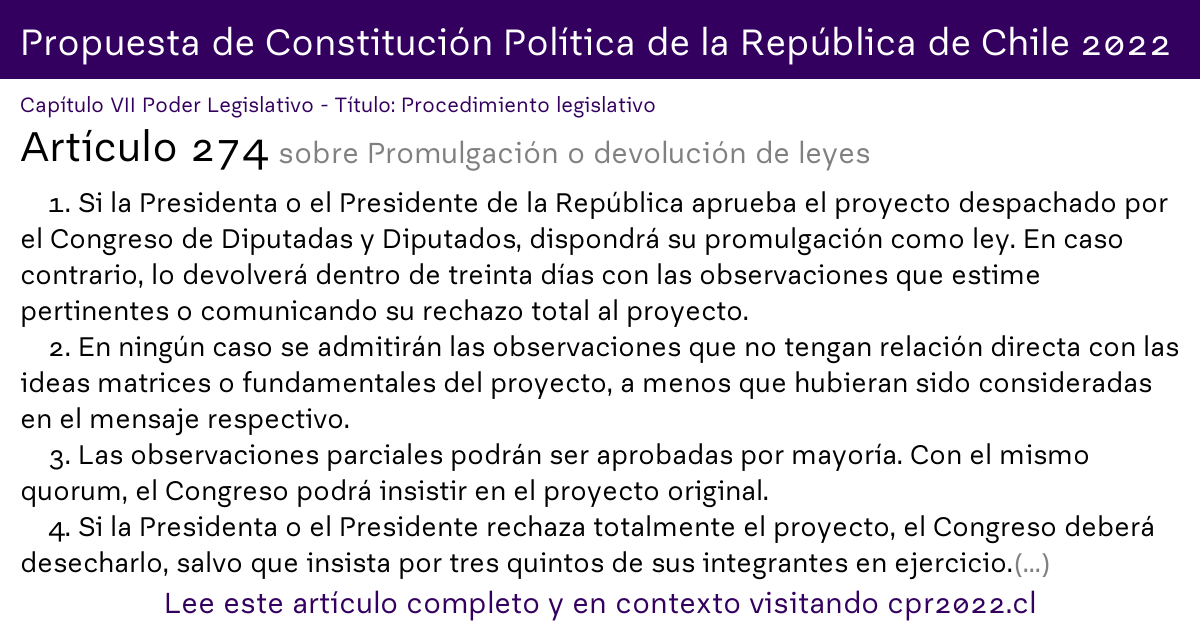 Propuesta de Constitución Política de la República de Chile 2022
Capítulo VII Poder Legislativo - Título: Procedimiento legislativo
Artículo 274 sobre Promulgación o devolución de leyes
1. Si la Presidenta o el Presidente de la República aprueba el proyecto despachado por
el Congreso de Diputadas y Diputados, dispondrá su promulgación como ley. En caso
contrario, lo devolverá dentro de treinta días con las observaciones que estime
pertinentes o comunicando su rechazo total al proyecto.
2. En ningún caso se admitirán las observaciones que no tengan relación directa con las
ideas matrices o fundamentales del proyecto, a menos que hubieran sido consideradas
en el mensaje respectivo.
3. Las observaciones parciales podrán ser aprobadas por mayoría. Con el mismo
quorum, el Congreso podrá insistir en el proyecto original.
4. Si la Presidenta o el Presidente rechaza totalmente el proyecto, el Congreso deberá
desecharlo, salvo que insista por tres quintos de sus integrantes en ejercicio.(...)
Lee este artículo completo y en contexto visitando cpr2022.cl